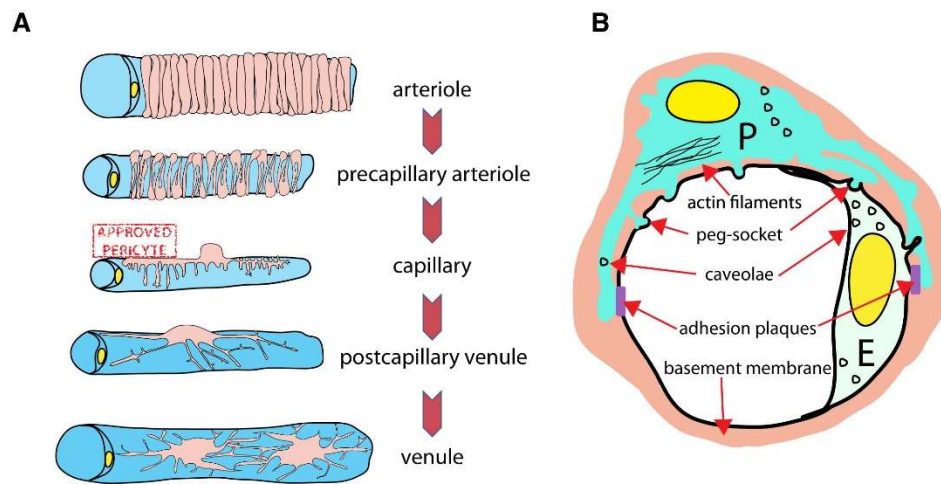 A
arteriole
precapillary arteriole
APPROVED
PERICYTE
capillary
postcapillary venule
venule
B
P
actin filaments
peg-socket
caveolae
adhesion plaques
E
basement membrane